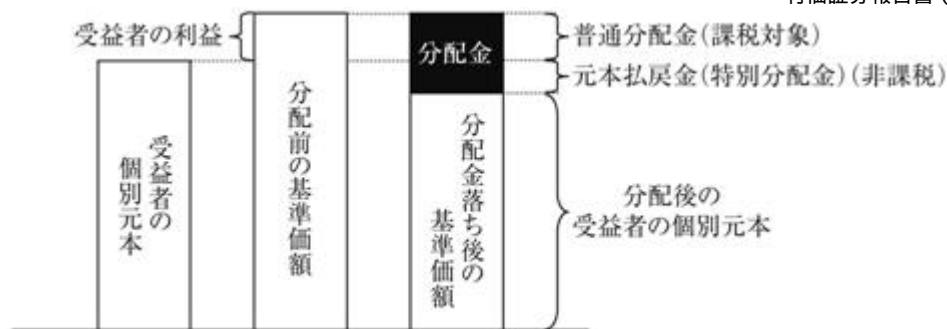 受益者の利益
分配金
普通分配金(課税対象)
元本払戻金(特別分配金)(非課税)
受益者の
個別元本
分配前の基準価額
分配金落ち後の
基準価額
分配後の
受益者の個別元本